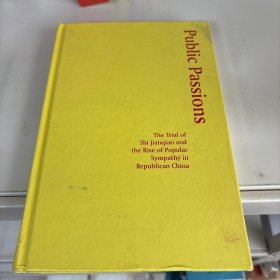 Public Passions
The Trial of
Shi Jianqiao and
the Rise of Popular
Sympathy in
Republican China